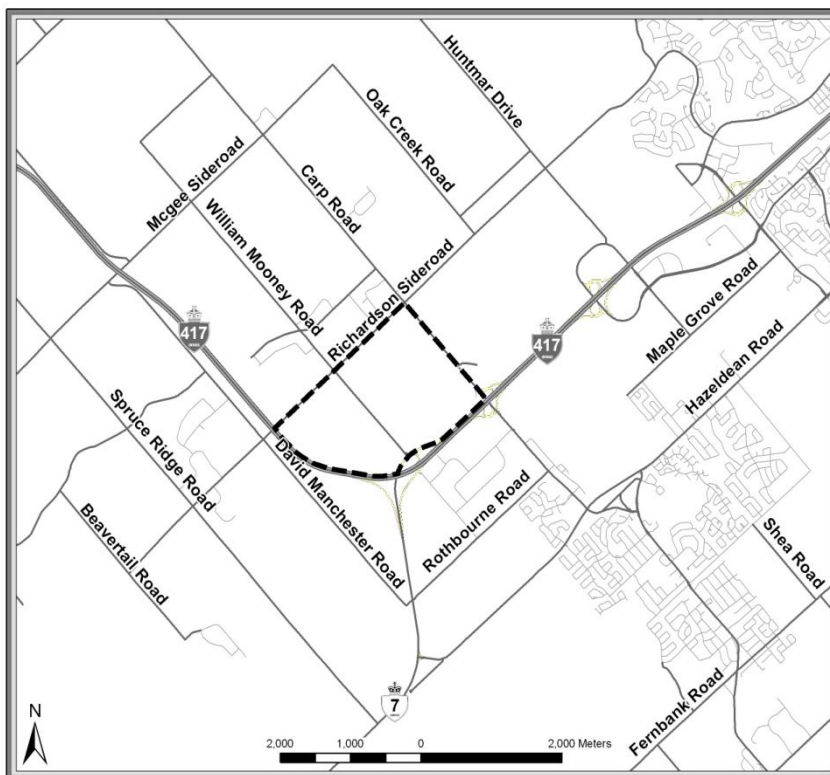 Huntmar Drive
Oak Creek Road
Carp Road
Mcgee Sideroad
William Mooney Road
Richardson Sideroad
417
417
Maple Grove Road
Hazeldean Road
Spruce Ridge Road
David Manchester Road
Beavertail Road
Rothbourne Road
Shea Road
7
Fernbank Road
N
2,000 1,000 0 2,000 Meters